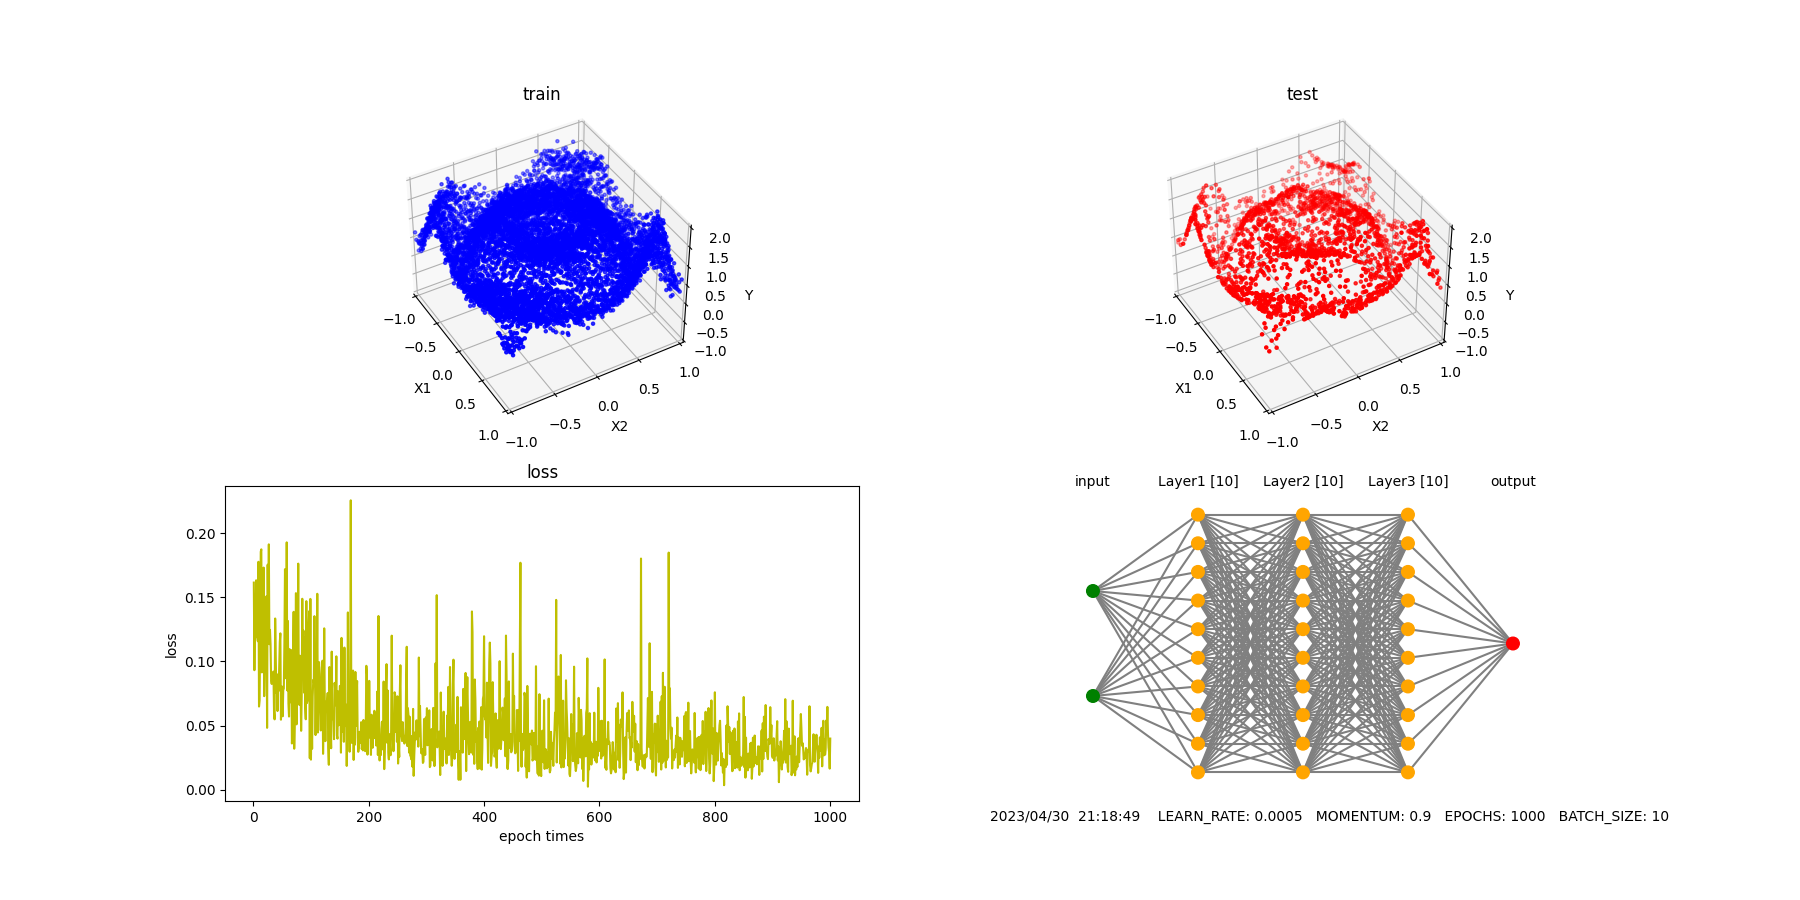 train
2.0
1.5
1.0
0.5
0.0
−0.5
−1.0
Y
−1.0
−0.5
0.0
0.5
1.0
X1
−1.0
−0.5
0.0
0.5
1.0
X2
test
2.0
1.5
1.0
0.5
0.0
−0.5
−1.0
Y
−1.0
−0.5
0.0
0.5
1.0
X1
−1.0
−0.5
0.0
0.5
1.0
X2
loss
0.20
0.15
0.10
0.05
0.00
loss
0 200 400 600 800 1000
epoch times
input Layer1 [10] Layer2 [10] Layer3 [10] output
2023/04/30 21:18:49 LEARN_RATE: 0.0005 MOMENTUM: 0.9 EPOCHS: 1000 BATCH_SIZE: 10